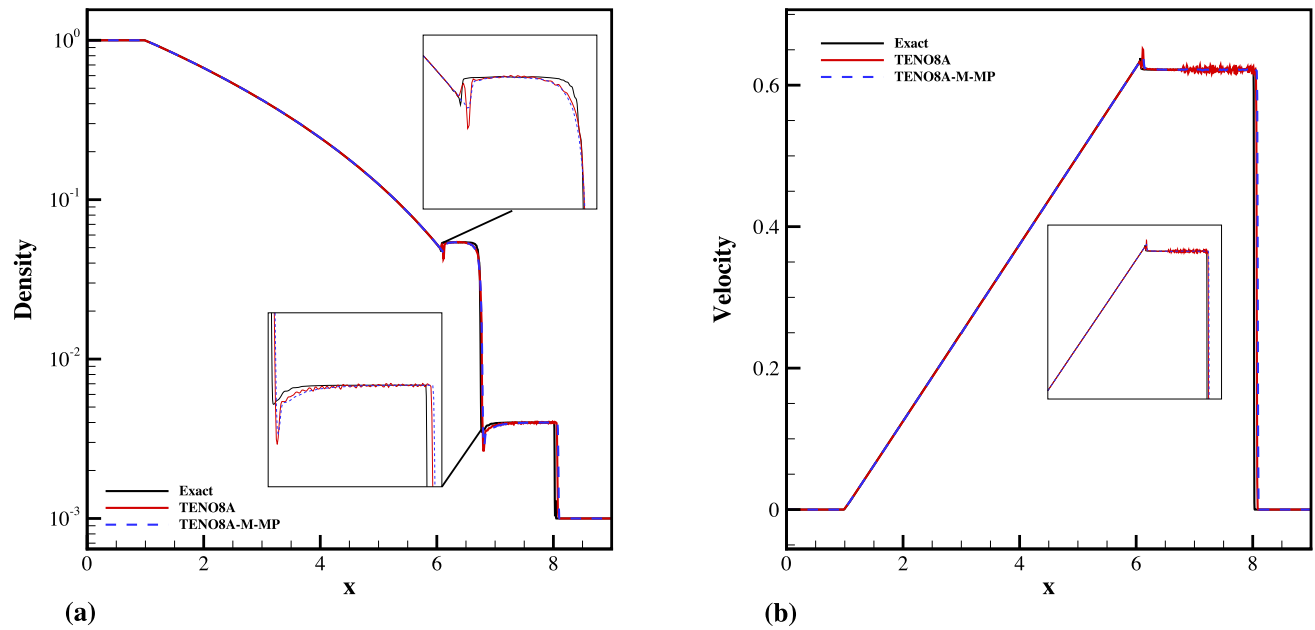 10^0
10^-1
10^-2
10^-3
Density
Exact
TENO8A
TENO8A-M-MP
0 2 4 6 8
x
(a)
0.6
0.4
0.2
0
Velocity
Exact
TENO8A
TENO8A-M-MP
0 2 4 6 8
x
(b)